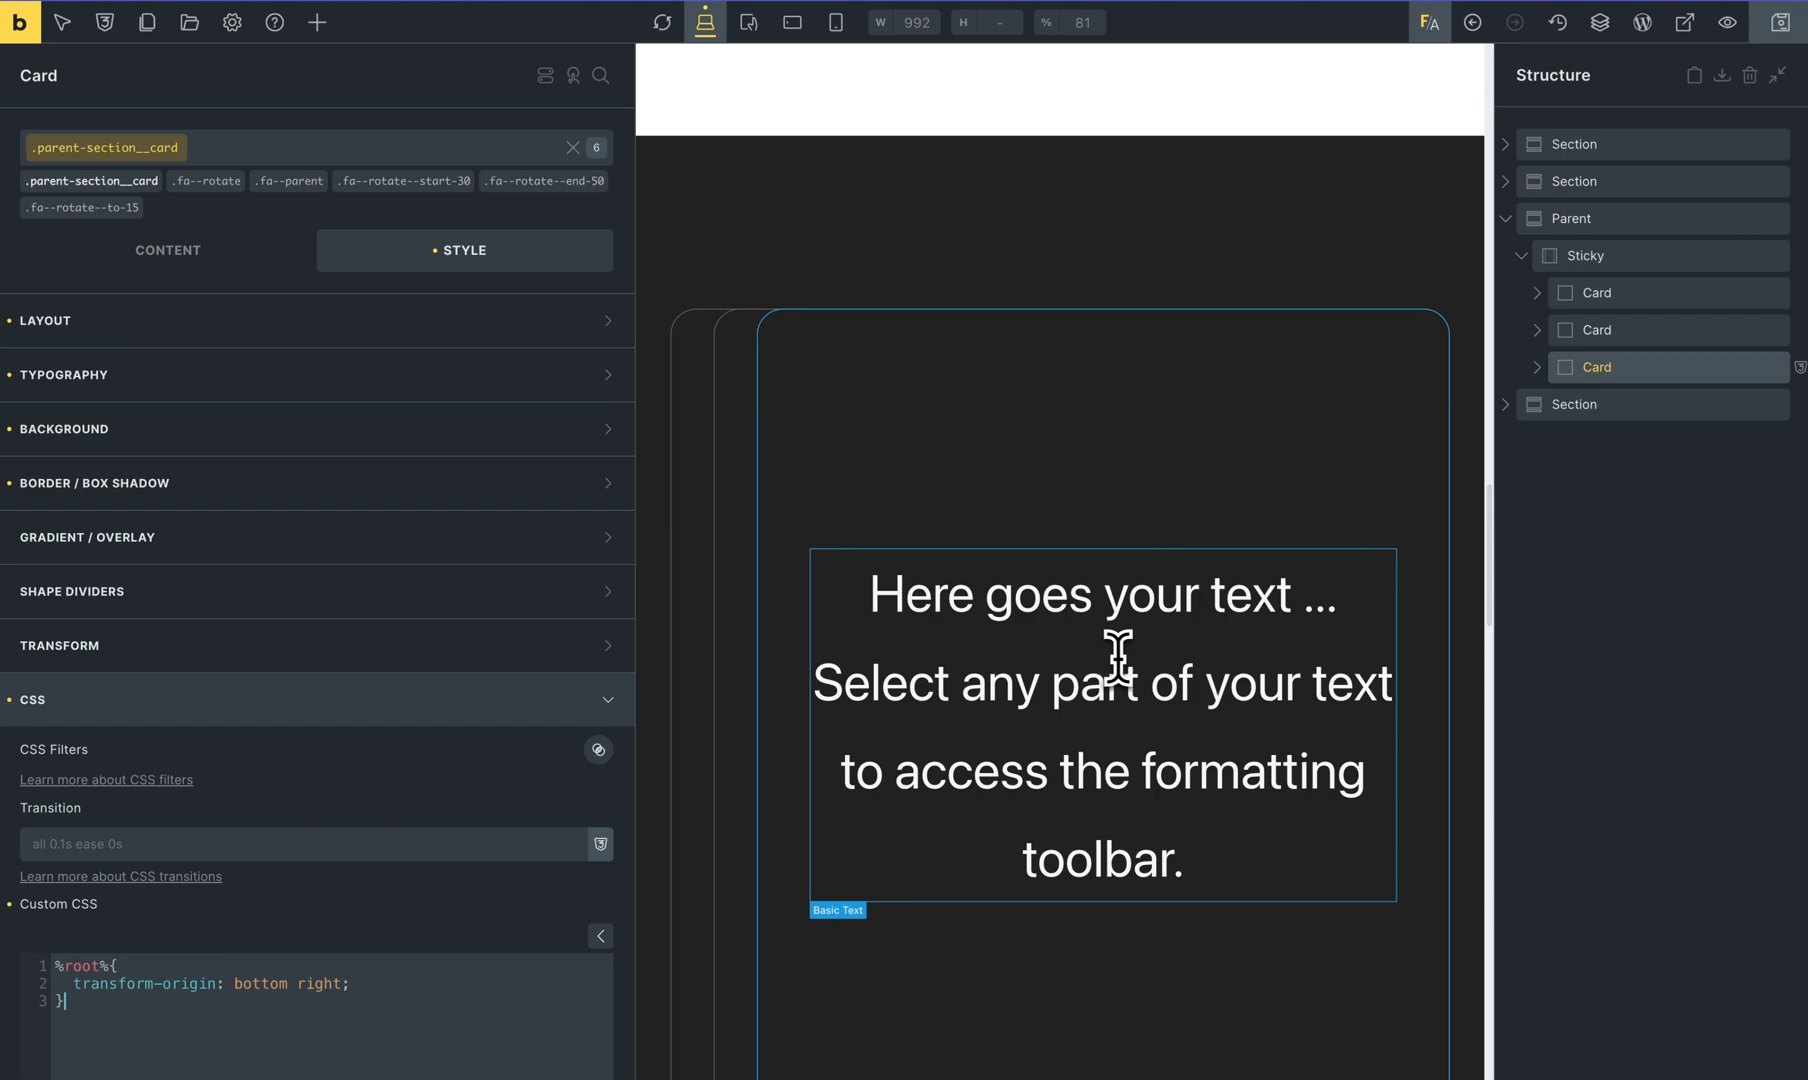 b
W 992 H - % 81
F/A
Card
.parent-section__card
6
.parent-section__card .fa--rotate .fa--parent .fa--rotate--start-30 .fa--rotate--end-50
.fa--rotate--to-15
CONTENT
STYLE
LAYOUT
TYPOGRAPHY
BACKGROUND
BORDER / BOX SHADOW
GRADIENT / OVERLAY
SHAPE DIVIDERS
TRANSFORM
CSS
CSS Filters
Learn more about CSS filters
Transition
all 0.1s ease 0s
Learn more about CSS transitions
Custom CSS
1 %root%{
2 transform-origin: bottom right;
3 }
Here goes your text ...
Select any part of your text
to access the formatting
toolbar.
Basic Text
Structure
Section
Section
Parent
Sticky
Card
Card
Card
Section